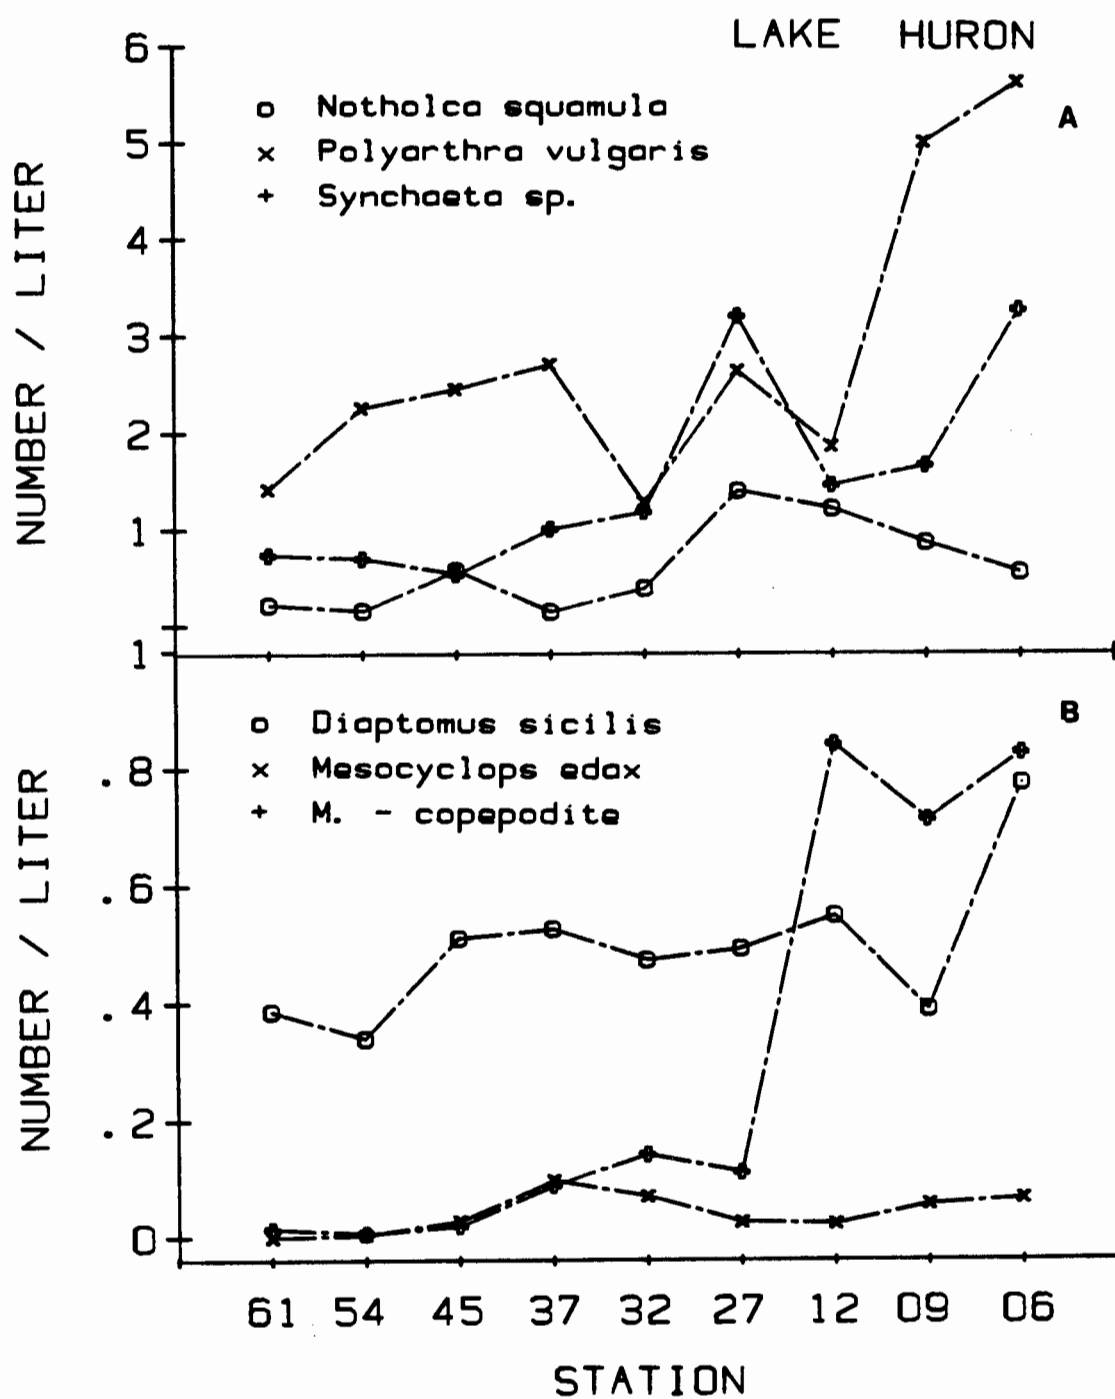 LAKE HURON
A
6
5
4
3
2
1
NUMBER / LITER
o Notholca squamula
x Polyarthra vulgaris
+ Synchaeta sp.
B
1
.8
.6
.4
.2
0
NUMBER / LITER
o Diaptomus sicilis
x Mesocyclops edax
+ M. - copepodite
61 54 45 37 32 27 12 09 06
STATION